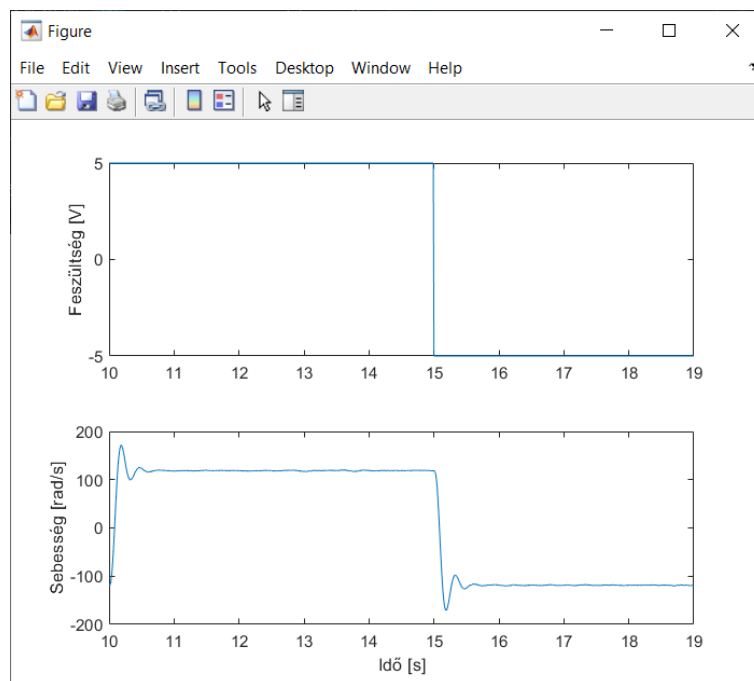 Figure
File Edit View Insert Tools Desktop Window Help
Feszültség [V]
5
0
-5
10 11 12 13 14 15 16 17 18 19
Sebesség [rad/s]
200
100
0
-100
-200
10 11 12 13 14 15 16 17 18 19
Idő [s]